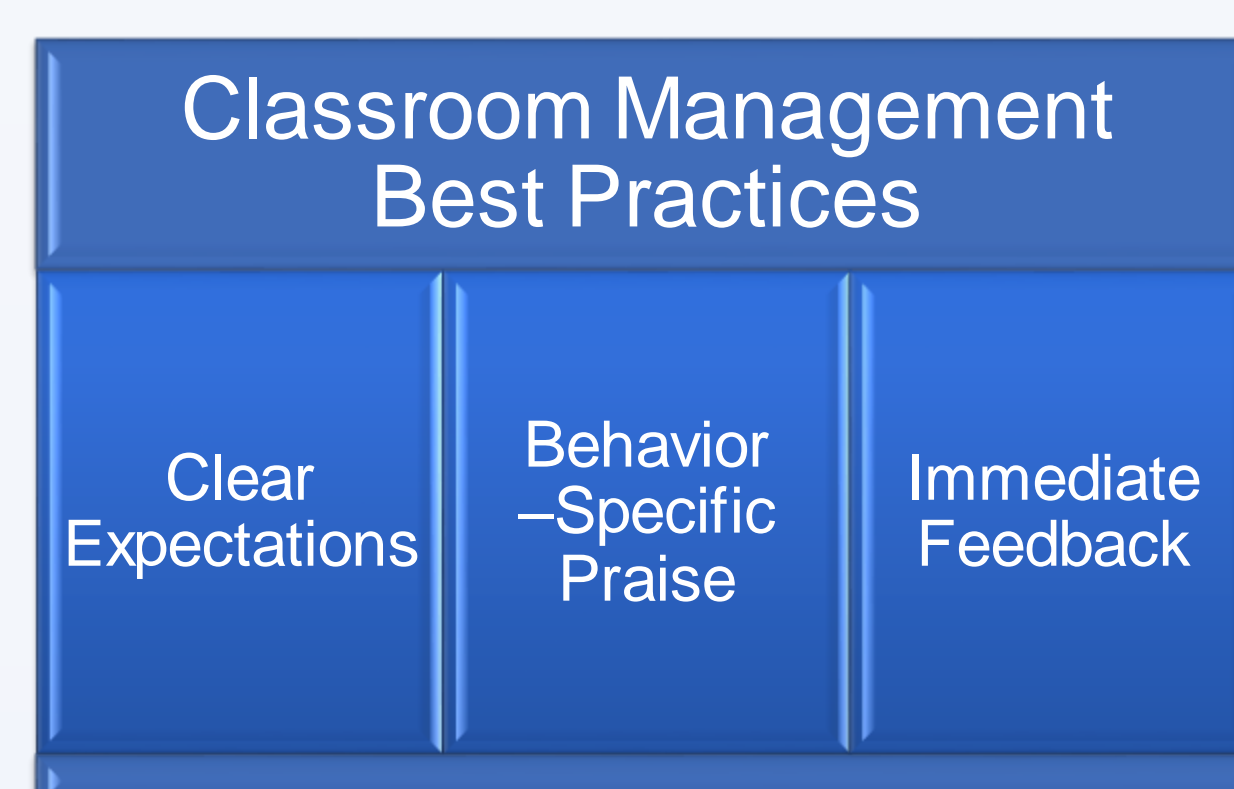 Classroom Management
Best Practices
Clear
Expectations
Behavior
–Specific
Praise
Immediate
Feedback